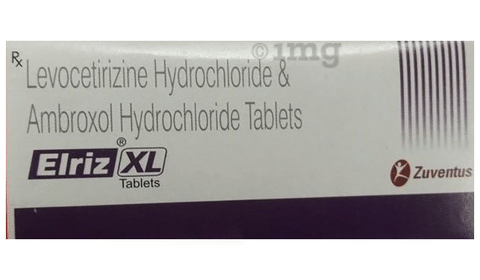 ©1mg
Rx
Levocetirizine Hydrochloride &
Ambroxol Hydrochloride Tablets
Elriz® XL
Tablets
Zuventus